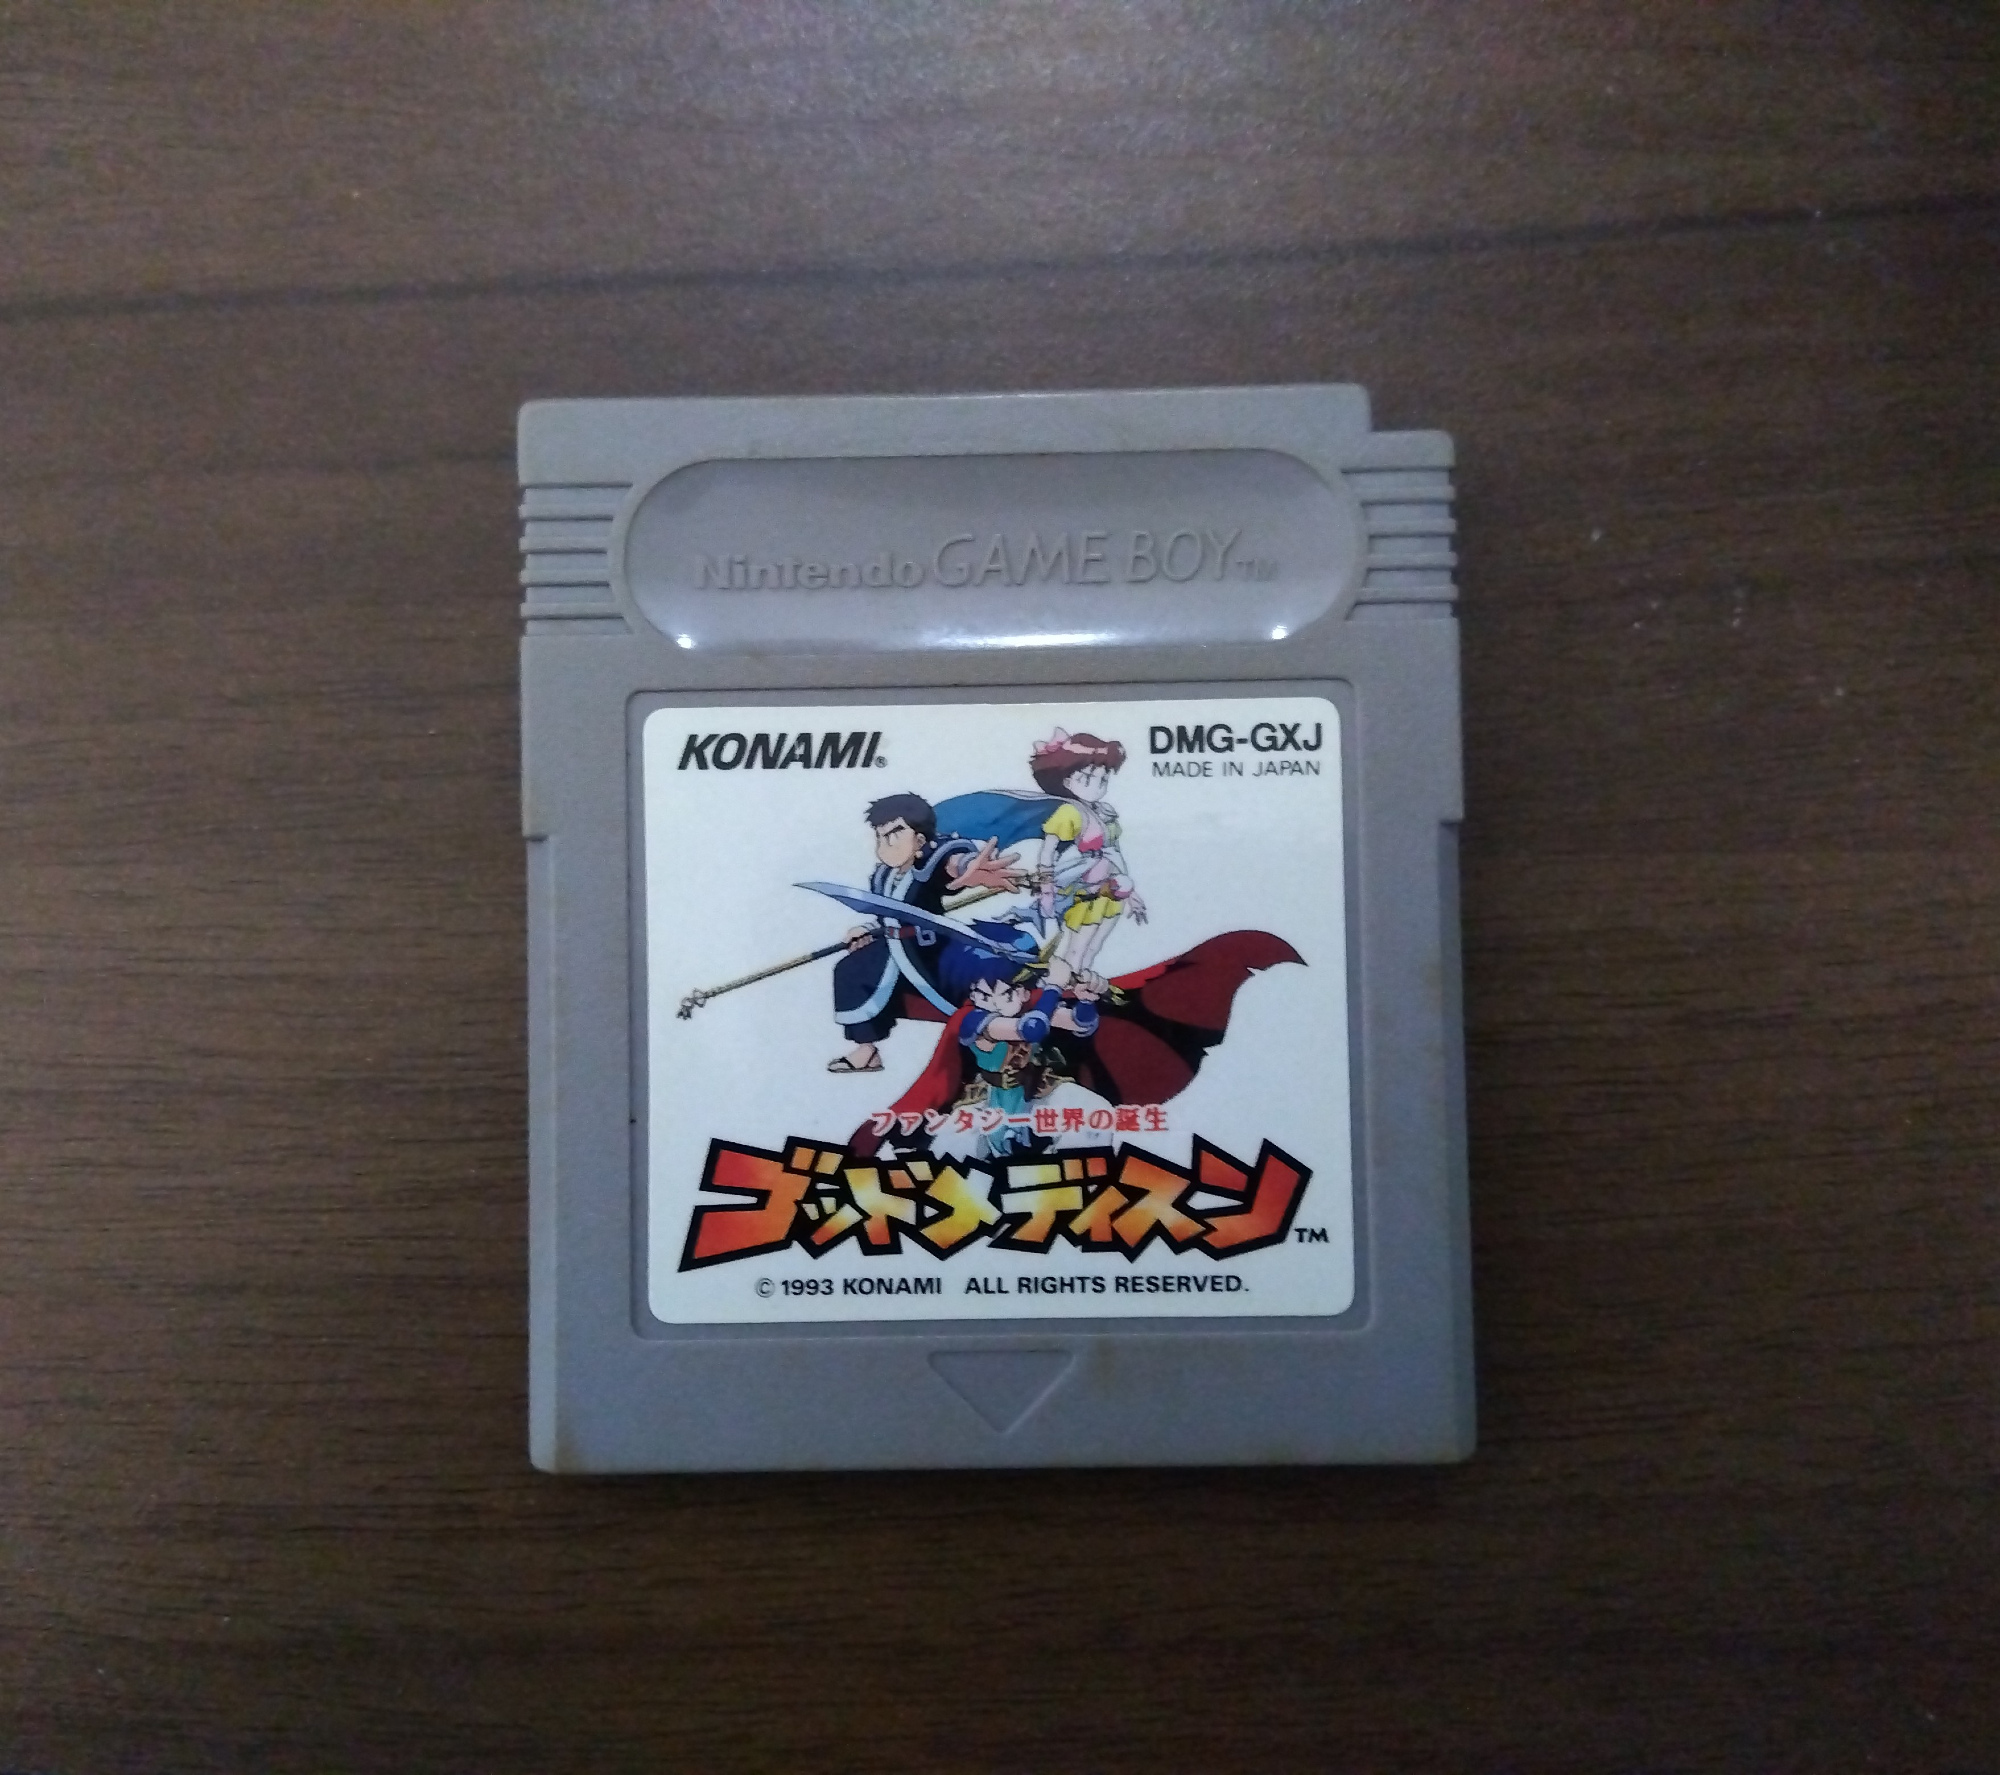 Nintendo GAME BOY™
KONAMI®
DMG-GXJ
MADE IN JAPAN
ファンタジー世界の誕生
ゴッドメディスン™
© 1993 KONAMI ALL RIGHTS RESERVED.